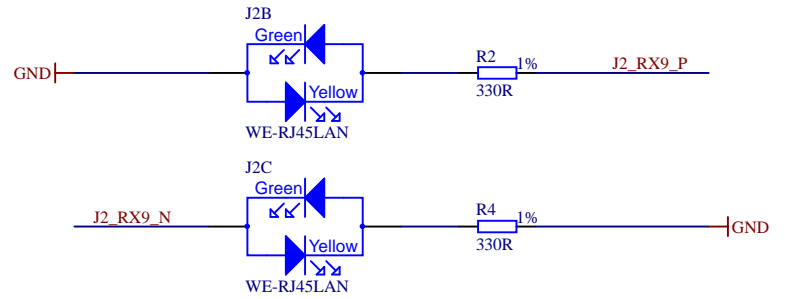 J2B
Green
R2 1% J2_RX9_P
GND
Yellow 330R
WE-RJ45LAN
J2C
Green
J2_RX9_N R4 1%
GND
Yellow 330R
WE-RJ45LAN